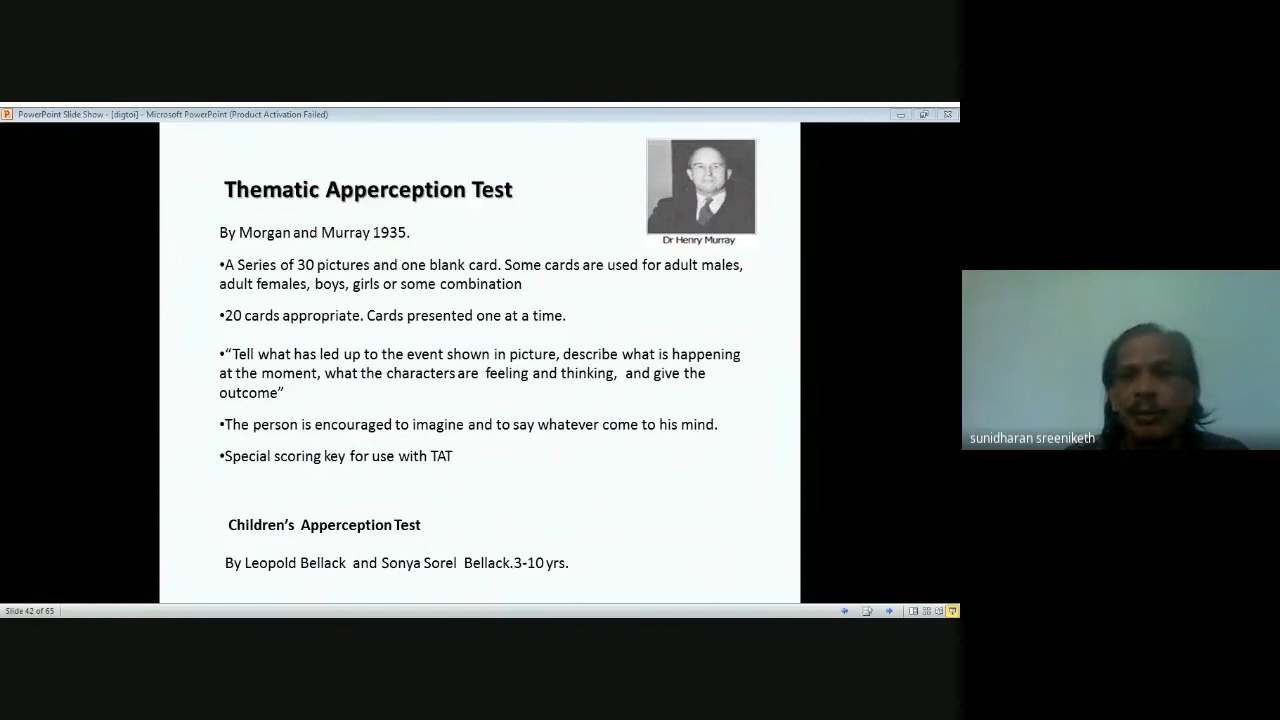 PowerPoint Slide Show - [digtoi] - Microsoft PowerPoint (Product Activation Failed)
Thematic Apperception Test
Dr Henry Murray
By Morgan and Murray 1935.
•A Series of 30 pictures and one blank card. Some cards are used for adult males,
adult females, boys, girls or some combination
•20 cards appropriate. Cards presented one at a time.
•“Tell what has led up to the event shown in picture, describe what is happening
at the moment, what the characters are feeling and thinking, and give the
outcome”
•The person is encouraged to imagine and to say whatever come to his mind.
•Special scoring key for use with TAT
Children’s Apperception Test
By Leopold Bellack and Sonya Sorel Bellack.3-10 yrs.
Slide 42 of 65
sunidharan sreeniketh